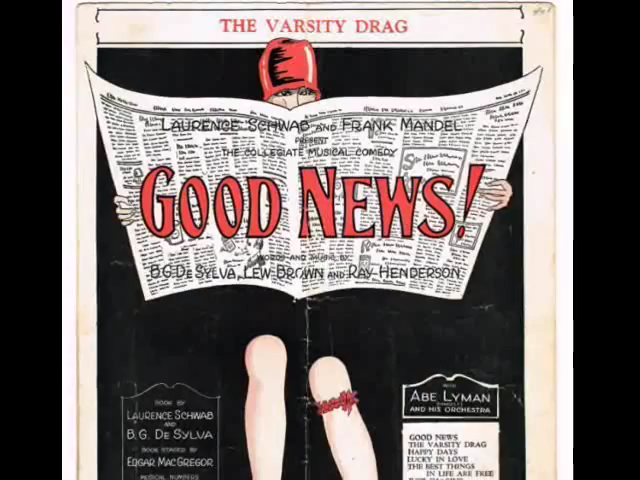 THE VARSITY DRAG
LAURENCE SCHWAB AND FRANK MANDEL
PRESENT
THE COLLEGIATE MUSICAL COMEDY
GOOD NEWS!
WORDS AND MUSIC BY
B.G. DE SYLVA, LEW BROWN AND RAY HENDERSON
BOOK BY
LAURENCE SCHWAB
AND
B.G. DE SYLVA
BOOK STAGED BY
EDGAR MACGREGOR
MUSICAL NUMBERS
WITH
ABE LYMAN
AND HIS ORCHESTRA
GOOD NEWS
THE VARSITY DRAG
HAPPY DAYS
LUCKY IN LOVE
THE BEST THINGS
IN LIFE ARE FREE